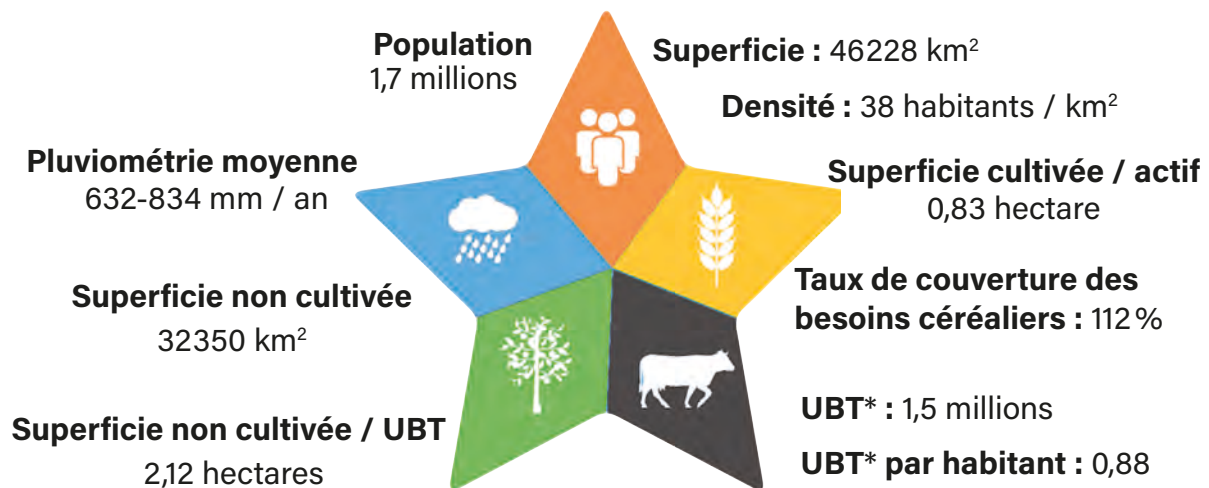 Population
1,7 millions
Superficie : 46228 km²
Densité : 38 habitants / km²
Pluviométrie moyenne
632-834 mm / an
Superficie cultivée / actif
0,83 hectare
Superficie non cultivée
32350 km²
Taux de couverture des
besoins céréaliers : 112 %
Superficie non cultivée / UBT
2,12 hectares
UBT* : 1,5 millions
UBT* par habitant : 0,88